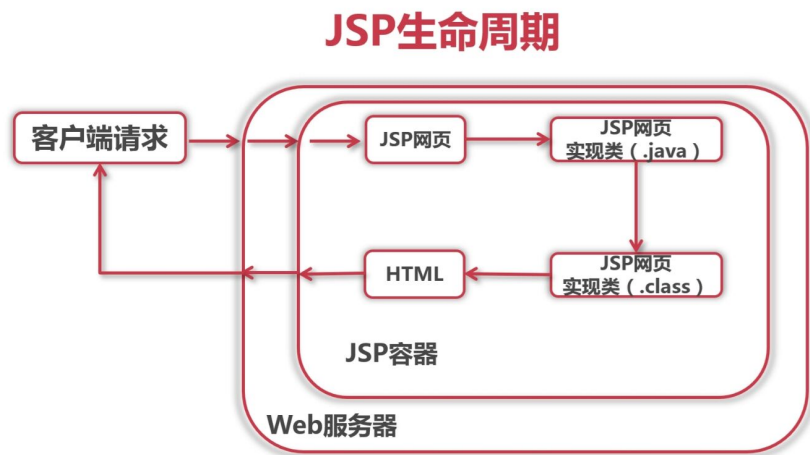 JSP生命周期
客户端请求
JSP网页
JSP网页
实现类（.java）
HTML
JSP网页
实现类（.class）
JSP容器
Web服务器